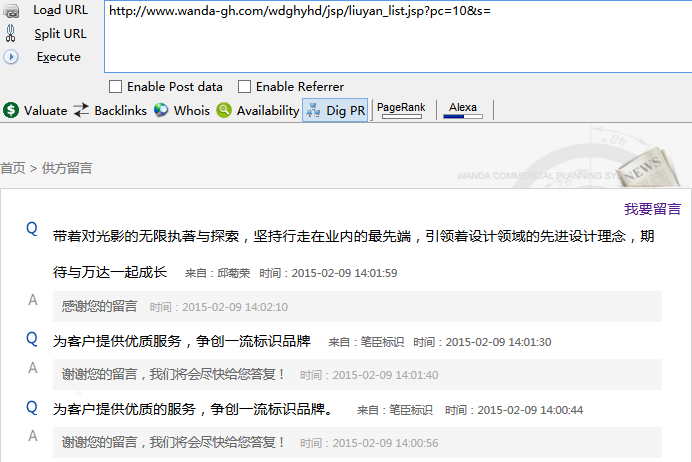 Load URL
http://www.wanda-gh.com/wdghyhd/jsp/liuyan_list.jsp?pc=10&s=
Split URL
Execute
Enable Post data Enable Referrer
Valuate Backlinks Whois Availability Dig PR PageRank Alexa
首页 > 供方留言
WANDA COMMERCIAL PLANNING SY
NEWS
我要留言
Q 带着对光影的无限执著与探索，坚持行走在业内的最先端，引领着设计领域的先进设计理念，期
待与万达一起成长 来自：邱菊荣 时间：2015-02-09 14:01:59
A 感谢您的留言 时间：2015-02-09 14:02:10
Q 为客户提供优质服务，争创一流标识品牌 来自：笔臣标识 时间：2015-02-09 14:01:30
A 谢谢您的留言，我们将会尽快给您答复！ 时间：2015-02-09 14:01:40
Q 为客户提供优质的服务，争创一流标识品牌。 来自：笔臣标识 时间：2015-02-09 14:00:44
A 谢谢您的留言，我们将会尽快给您答复！ 时间：2015-02-09 14:00:56